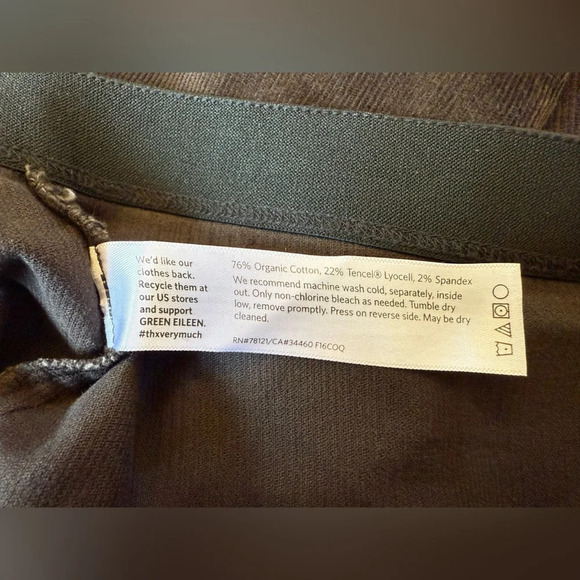 We'd like our
clothes back.
Recycle them at
our US stores
and support
GREEN EILEEN.
#thxverymuch
76% Organic Cotton, 22% Tencel® Lyocell, 2% Spandex
We recommend machine wash cold, separately, inside
out. Only non-chlorine bleach as needed. Tumble dry
low, remove promptly. Press on reverse side. May be dry
cleaned.
RN#78121/CA#34460 F16COQ